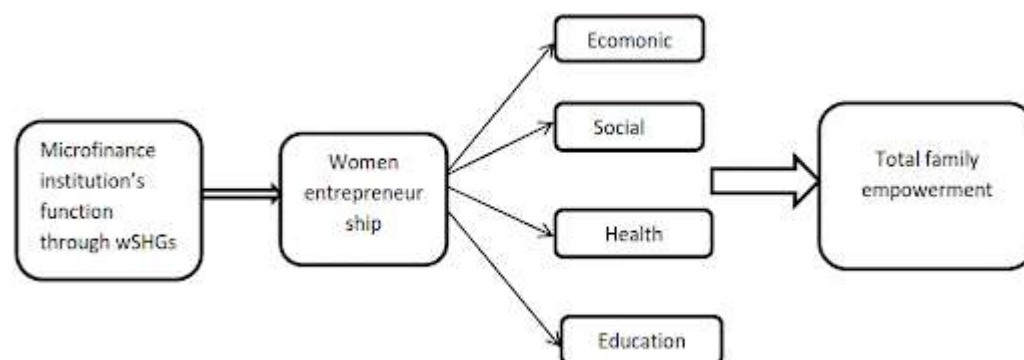 Microfinance
institution's
function
through wSHGs
Women
entrepreneur
ship
Ecomonic
Social
Health
Education
Total family
empowerment